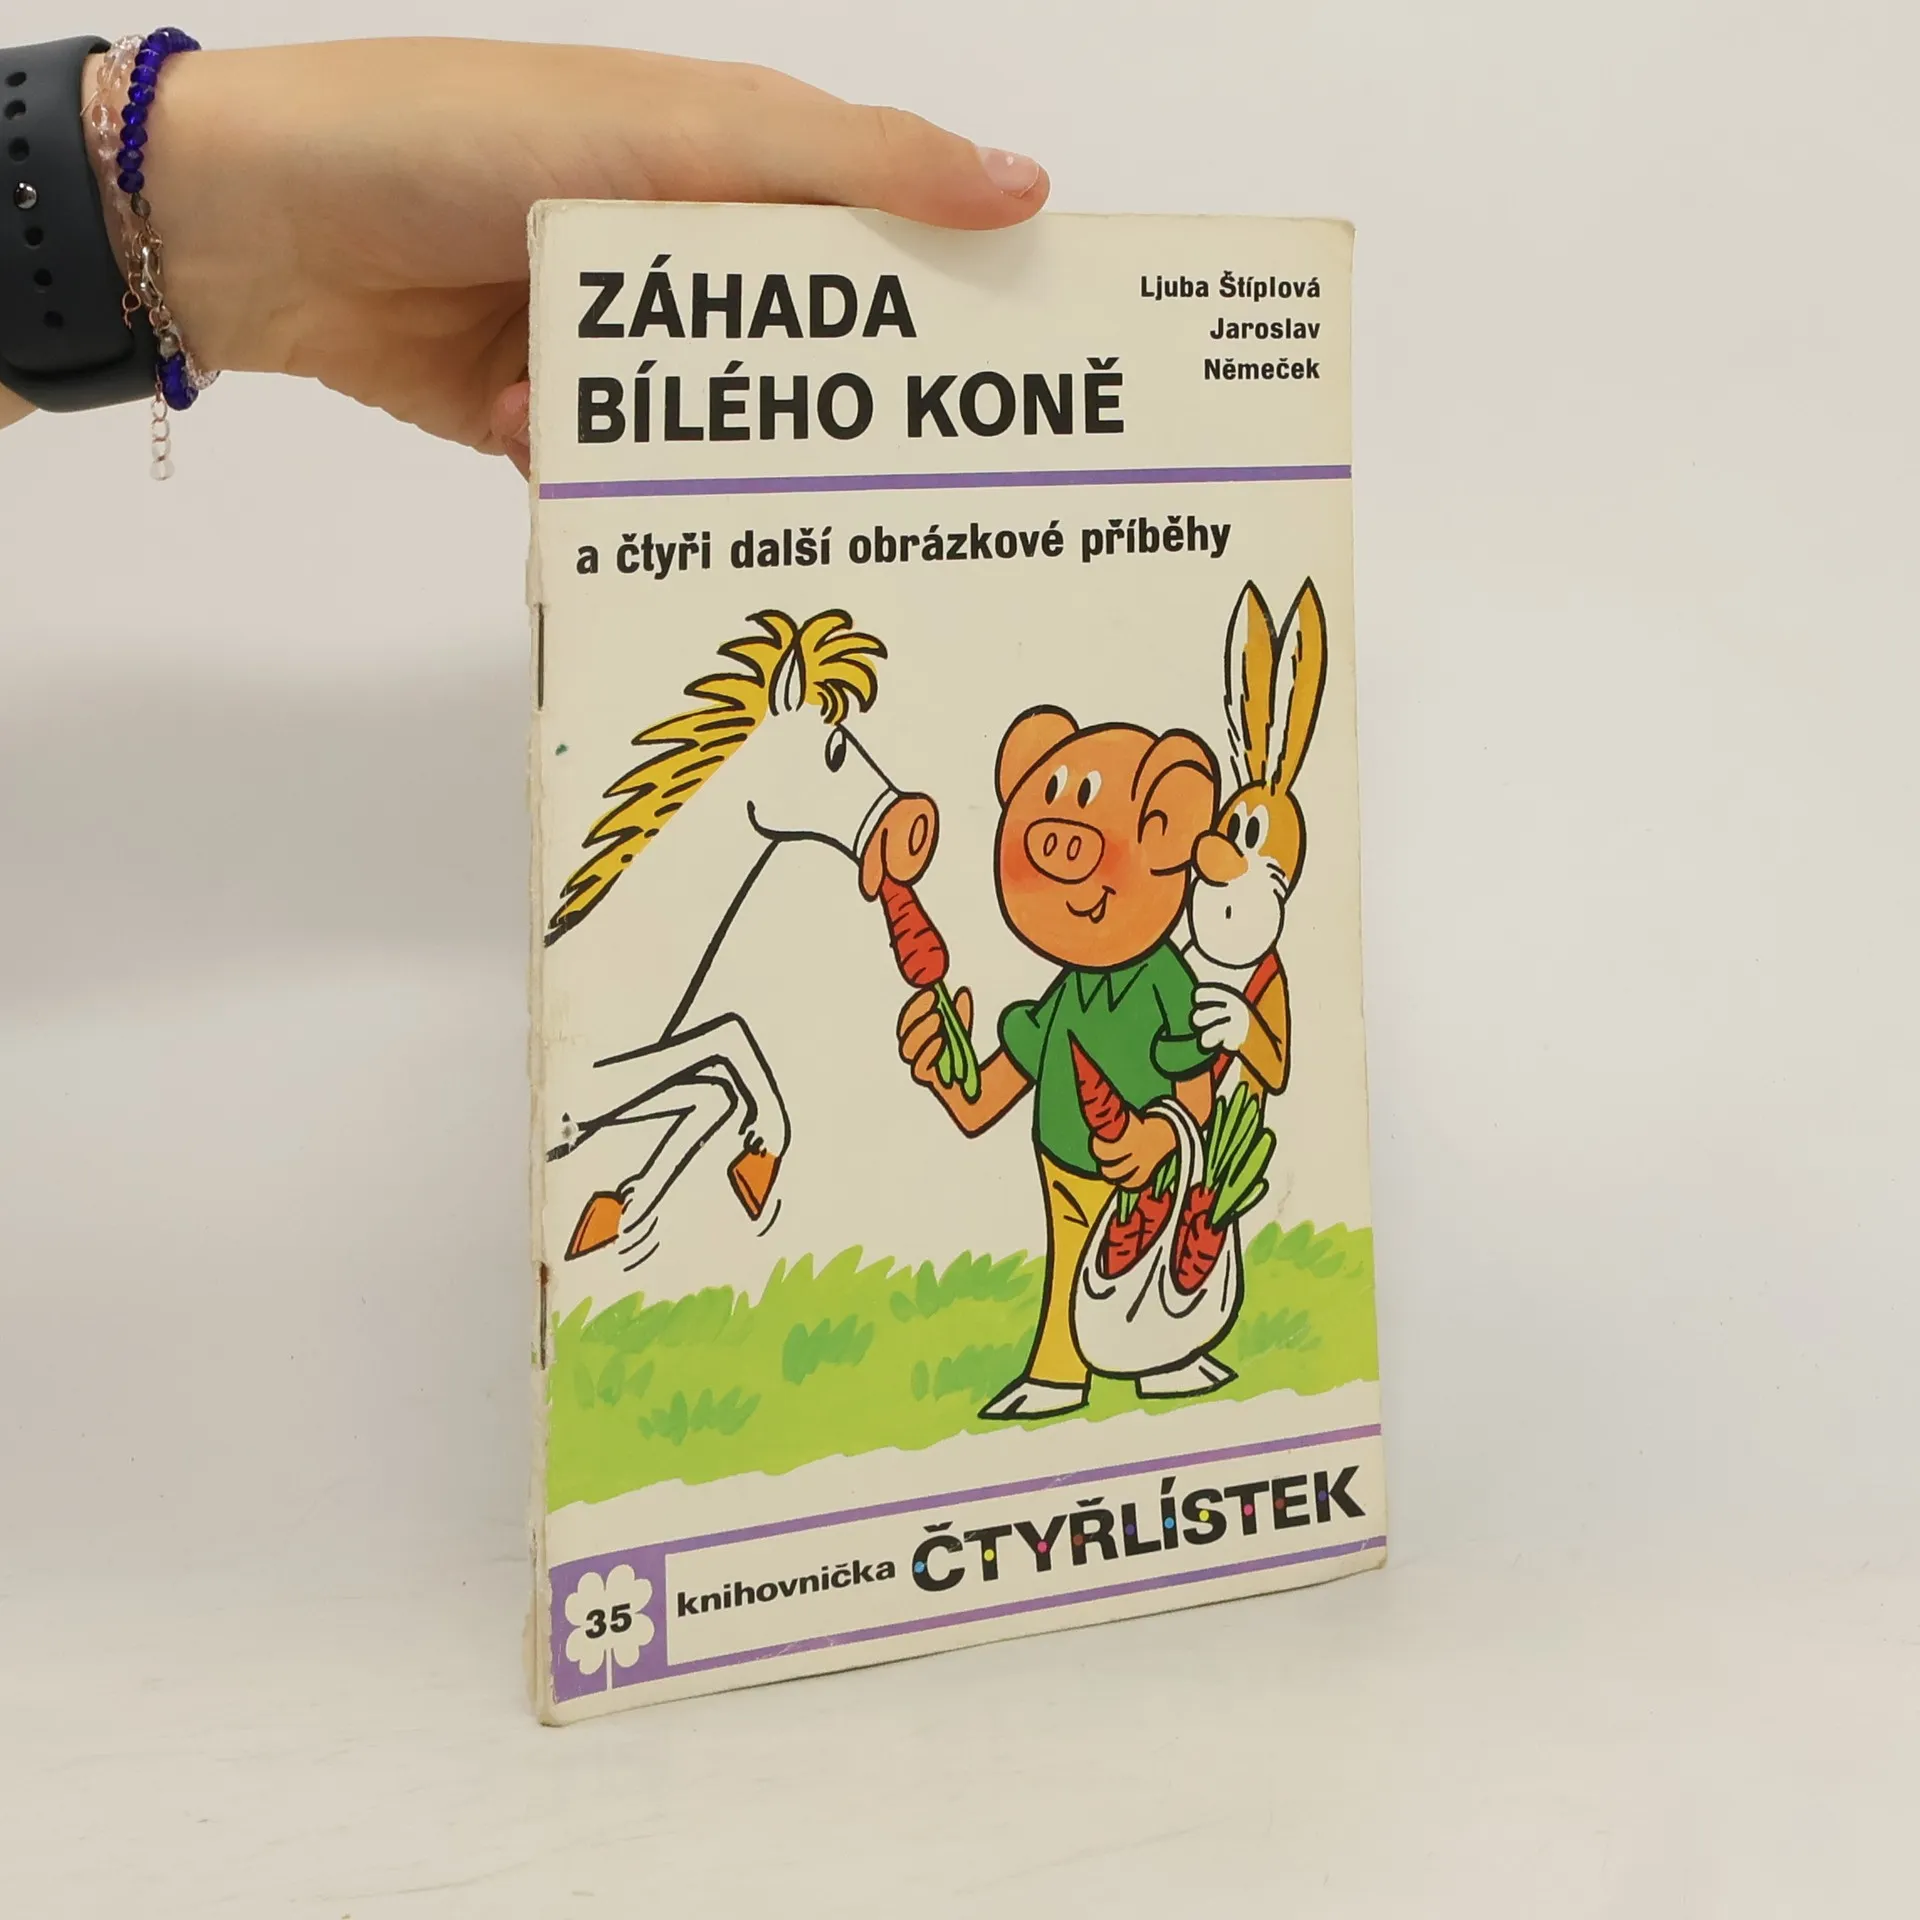 ZÁHADA
BÍLÉHO KONĚ
Ljuba Štíplová
Jaroslav
Němeček
a čtyři další obrázkové příběhy
35
knihovnička ČTYŘLÍSTEK